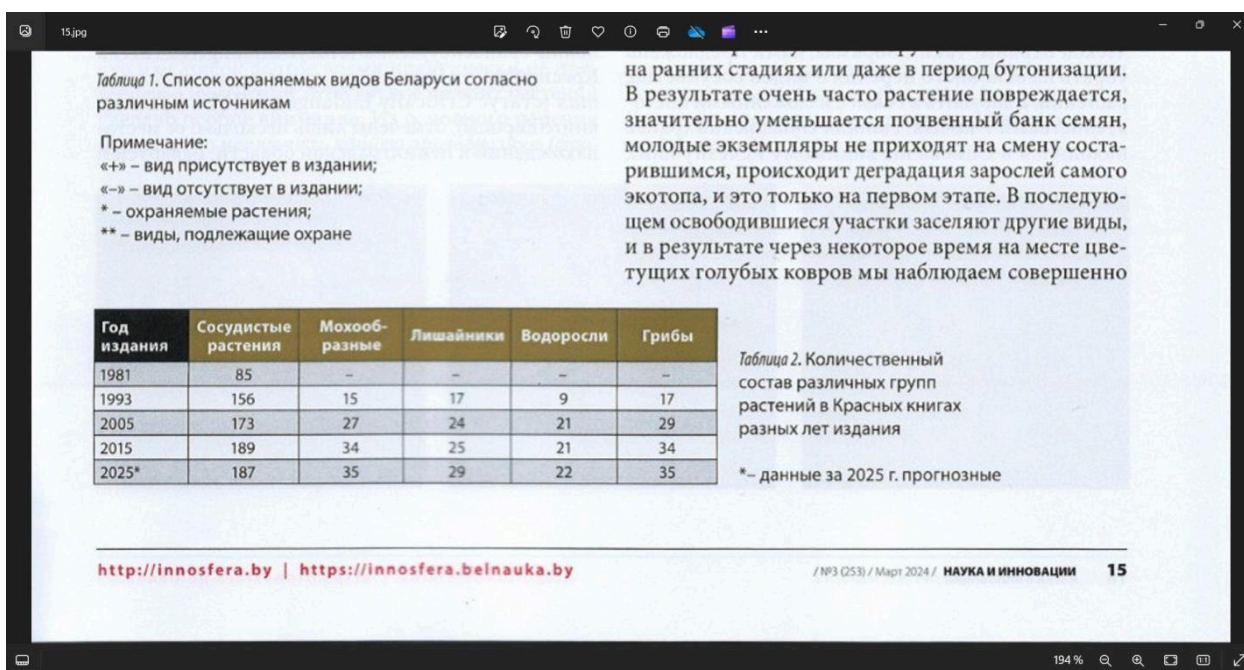 15.jpg
Таблица 1. Список охраняемых видов Беларуси согласно
различным источникам
Примечание:
«+» – вид присутствует в издании;
«–» – вид отсутствует в издании;
* – охраняемые растения;
** – виды, подлежащие охране
на ранних стадиях или даже в период бутонизации.
В результате очень часто растение повреждается,
значительно уменьшается почвенный банк семян,
молодые экземпляры не приходят на смену соста-
рившимся, происходит деградация зарослей самого
экотопа, и это только на первом этапе. В последую-
щем освободившиеся участки заселяют другие виды,
и в результате через некоторое время на месте цве-
тущих голубых ковров мы наблюдаем совершенно
Год издания Сосудистые растения Мохооб-разные Лишайники Водоросли Грибы
1981 85 – – – –
1993 156 15 17 9 17
2005 173 27 24 21 29
2015 189 34 25 21 34
2025* 187 35 29 22 35
Таблица 2. Количественный
состав различных групп
растений в Красных книгах
разных лет издания
*– данные за 2025 г. прогнозные
http://innosfera.by | https://innosfera.belnauka.by
/ №3 (253) / Март 2024 / НАУКА И ИННОВАЦИИ 15
194 %